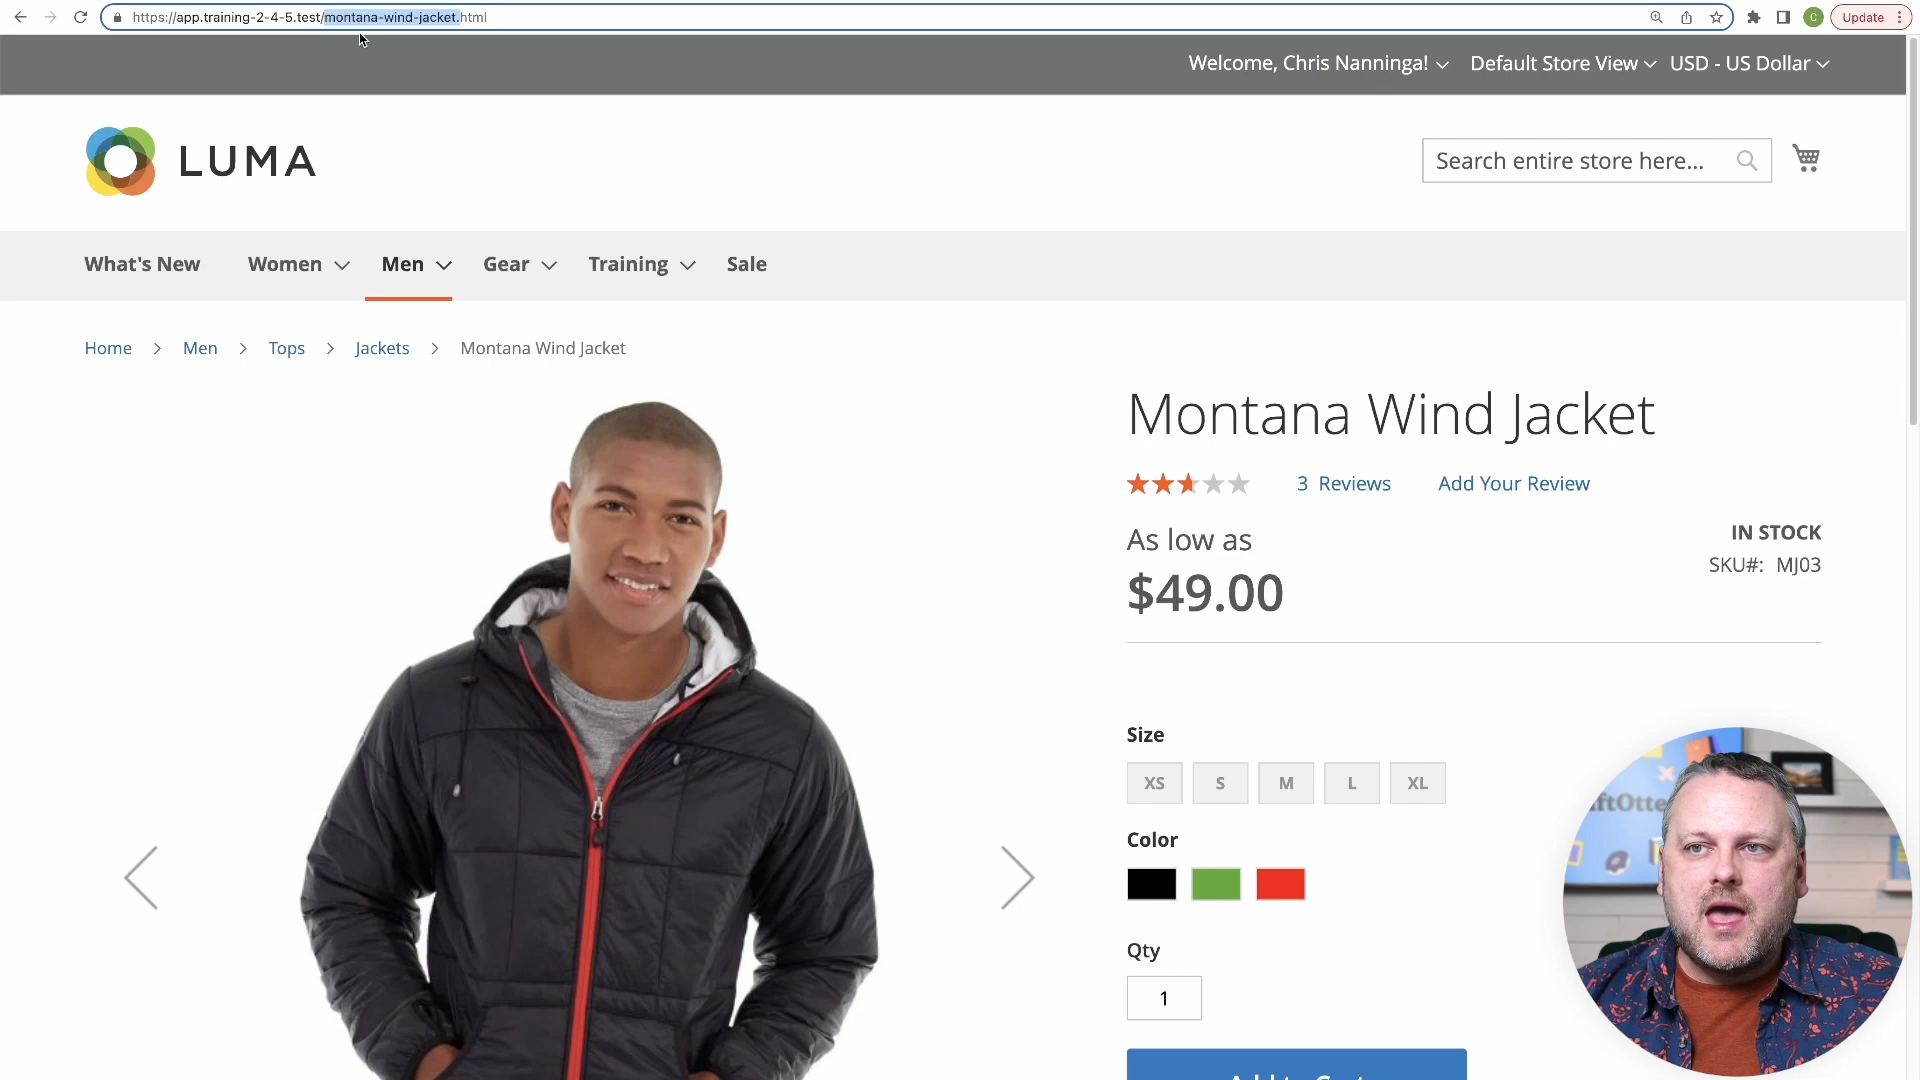 https://app.training-2-4-5.test/montana-wind-jacket.html
C
Update
Welcome, Chris Nanninga!
Default Store View
USD - US Dollar
LUMA
Search entire store here...
What's New
Women
Men
Gear
Training
Sale
Home > Men > Tops > Jackets > Montana Wind Jacket
Montana Wind Jacket
3 Reviews
Add Your Review
As low as
IN STOCK
$49.00
SKU#: MJ03
Size
XS
S
M
L
XL
Color
Qty
1
Add to Cart